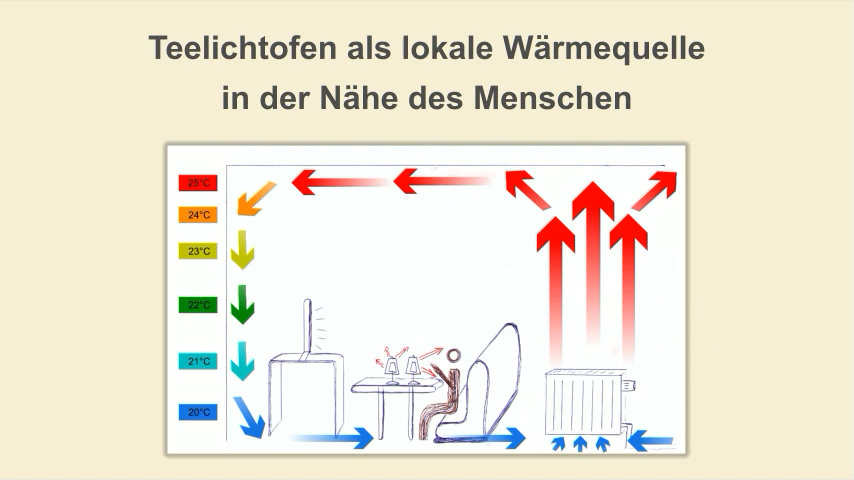 Teelichtofen als lokale Wärmequelle
in der Nähe des Menschen
25°C
24°C
23°C
22°C
21°C
20°C